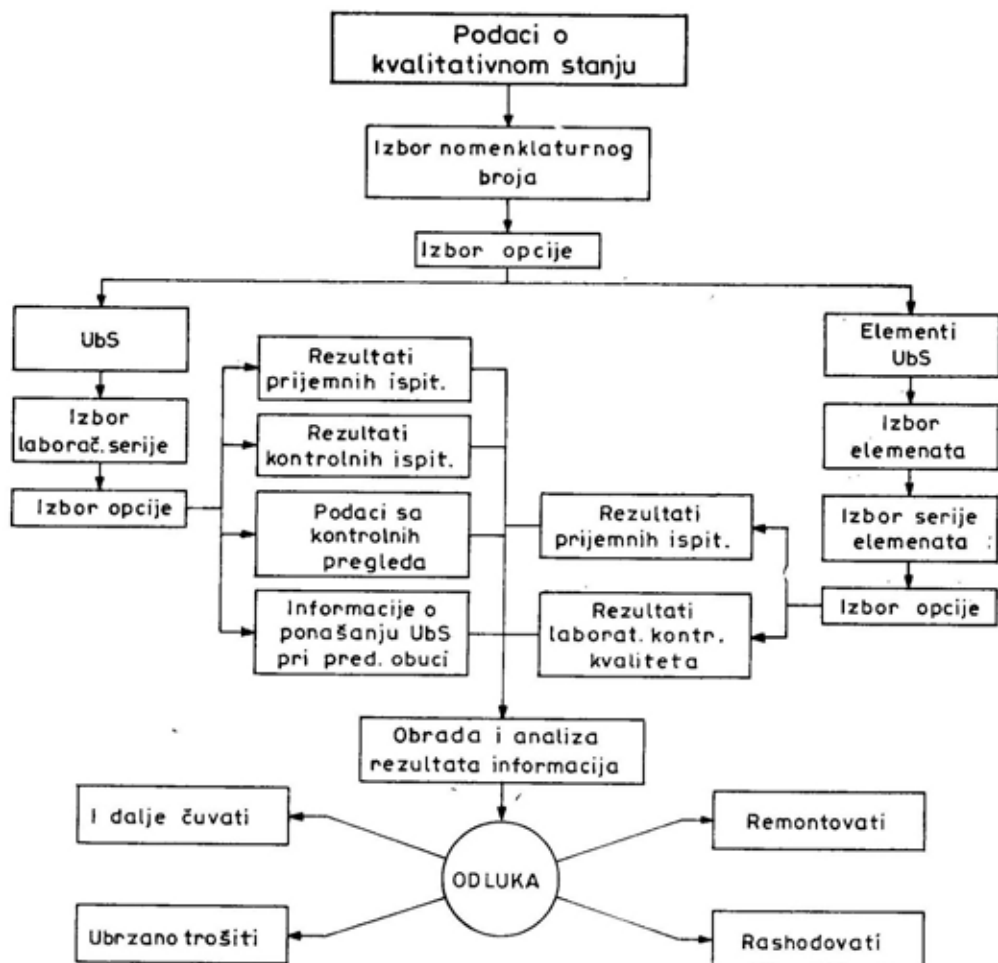 Podaci o
kvalitativnom stanju
Izbor nomenklaturnog
broja
Izbor opcije
UbS
Izbor
laborač. serije
Izbor opcije
Rezultati
prijemnih ispit.
Rezultati
kontrolnih ispit.
Podaci sa
kontrolnih
pregleda
Informacije o
ponašanju UbS
pri pred. obuci
Elementi
UbS
Izbor
elemenata
Izbor serije
elemenata
Izbor opcije
Rezultati
prijemnih ispit.
Rezultati
laborat. kontr.
kvaliteta
Obrada i analiza
rezultata informacija
ODLUKA
I dalje čuvati
Ubrzano trošiti
Remontovati
Rashodovati